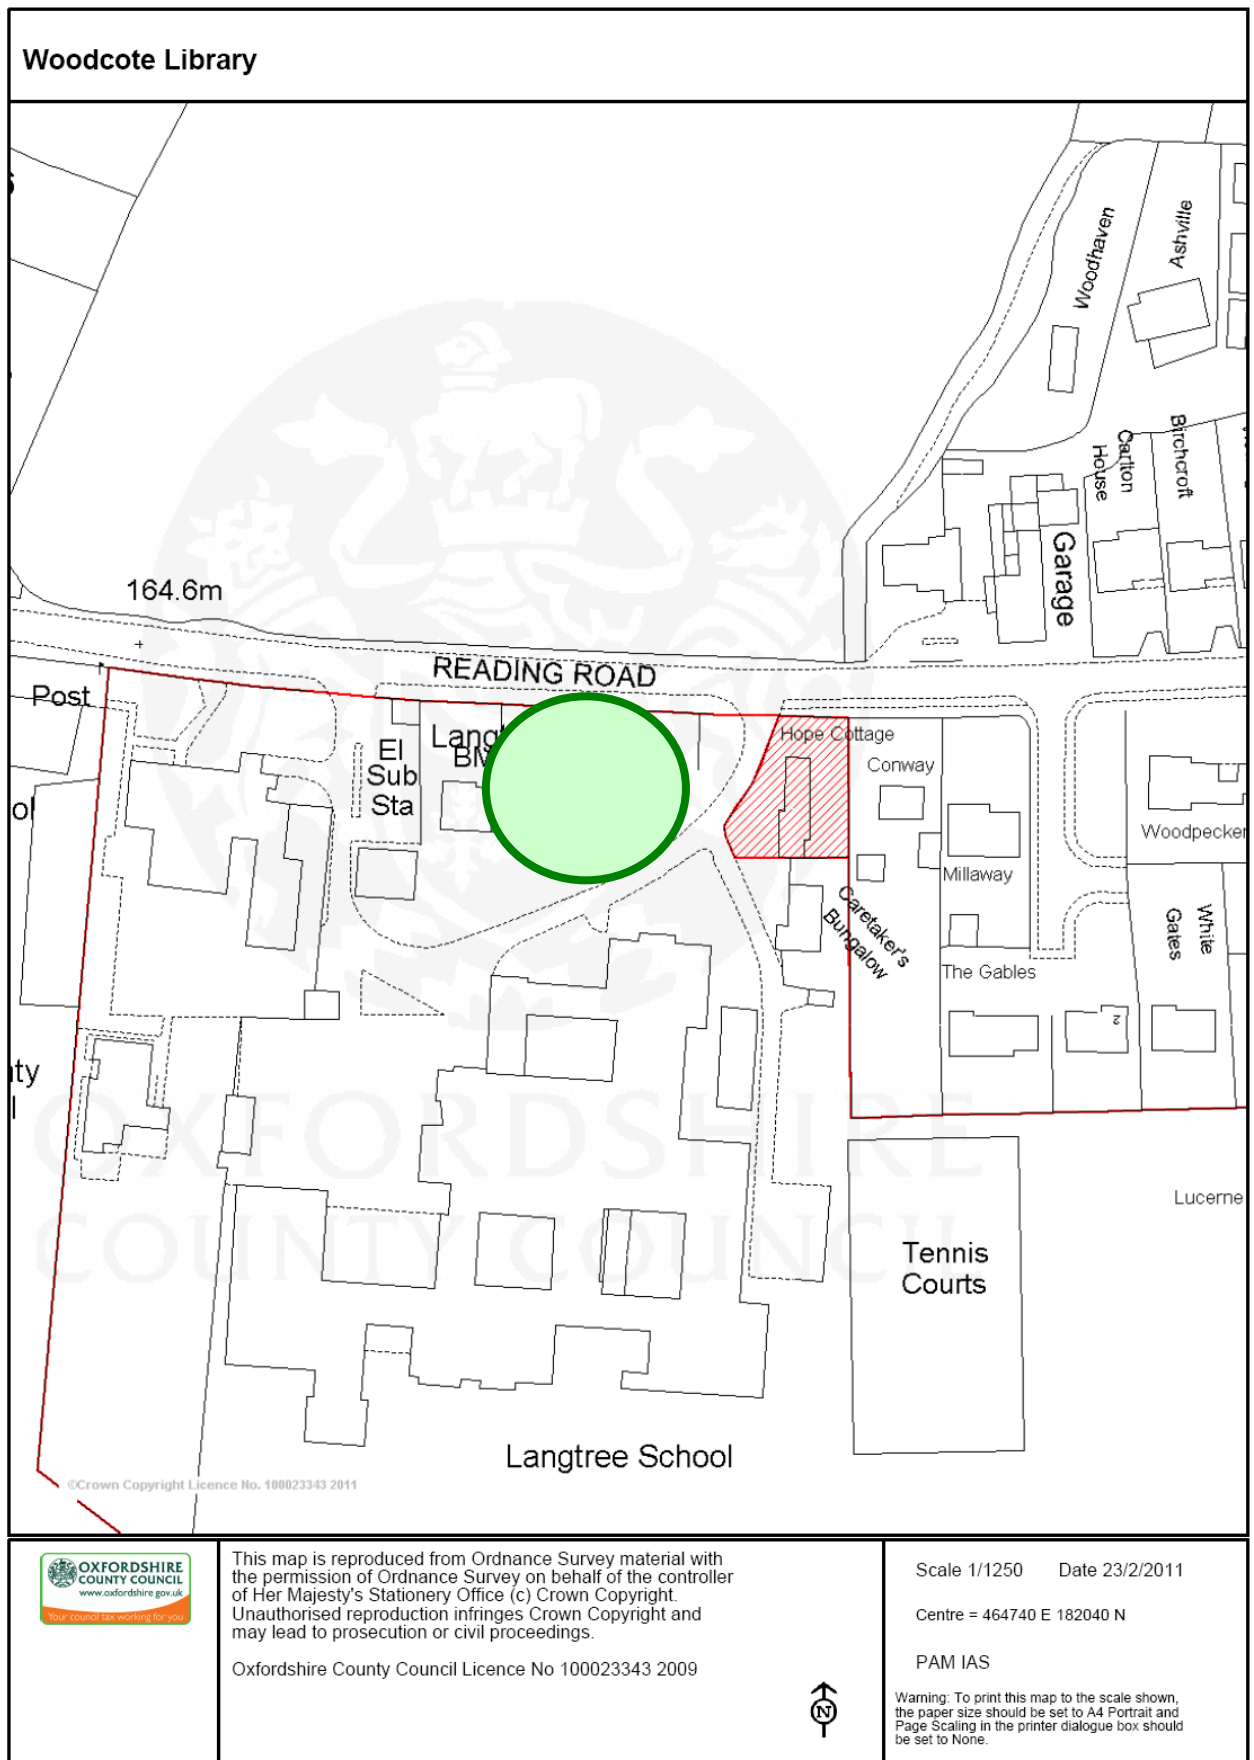 Woodcote Library
Woodhaven
Ashville
Carlton
House
Birchcroft
Garage
164.6m
READING ROAD
Post
El
Sub
Sta
Hope Cottage
Conway
Millaway
Woodpecker
Caretaker's
Bungalow
White
Gates
The Gables
2
OXFORDSHIRE
COUNTY COUNCIL
Lucerne
Tennis
Courts
Langtree School
©Crown Copyright Licence No. 100023343 2011
OXFORDSHIRE
COUNTY COUNCIL
www.oxfordshire.gov.uk
Your council tax working for you
This map is reproduced from Ordnance Survey material with
the permission of Ordnance Survey on behalf of the controller
of Her Majesty's Stationery Office (c) Crown Copyright.
Unauthorised reproduction infringes Crown Copyright and
may lead to prosecution or civil proceedings.
Oxfordshire County Council Licence No 100023343 2009
N
Scale 1/1250 Date 23/2/2011
Centre = 464740 E 182040 N
PAM IAS
Warning: To print this map to the scale shown,
the paper size should be set to A4 Portrait and
Page Scaling in the printer dialogue box should
be set to None.